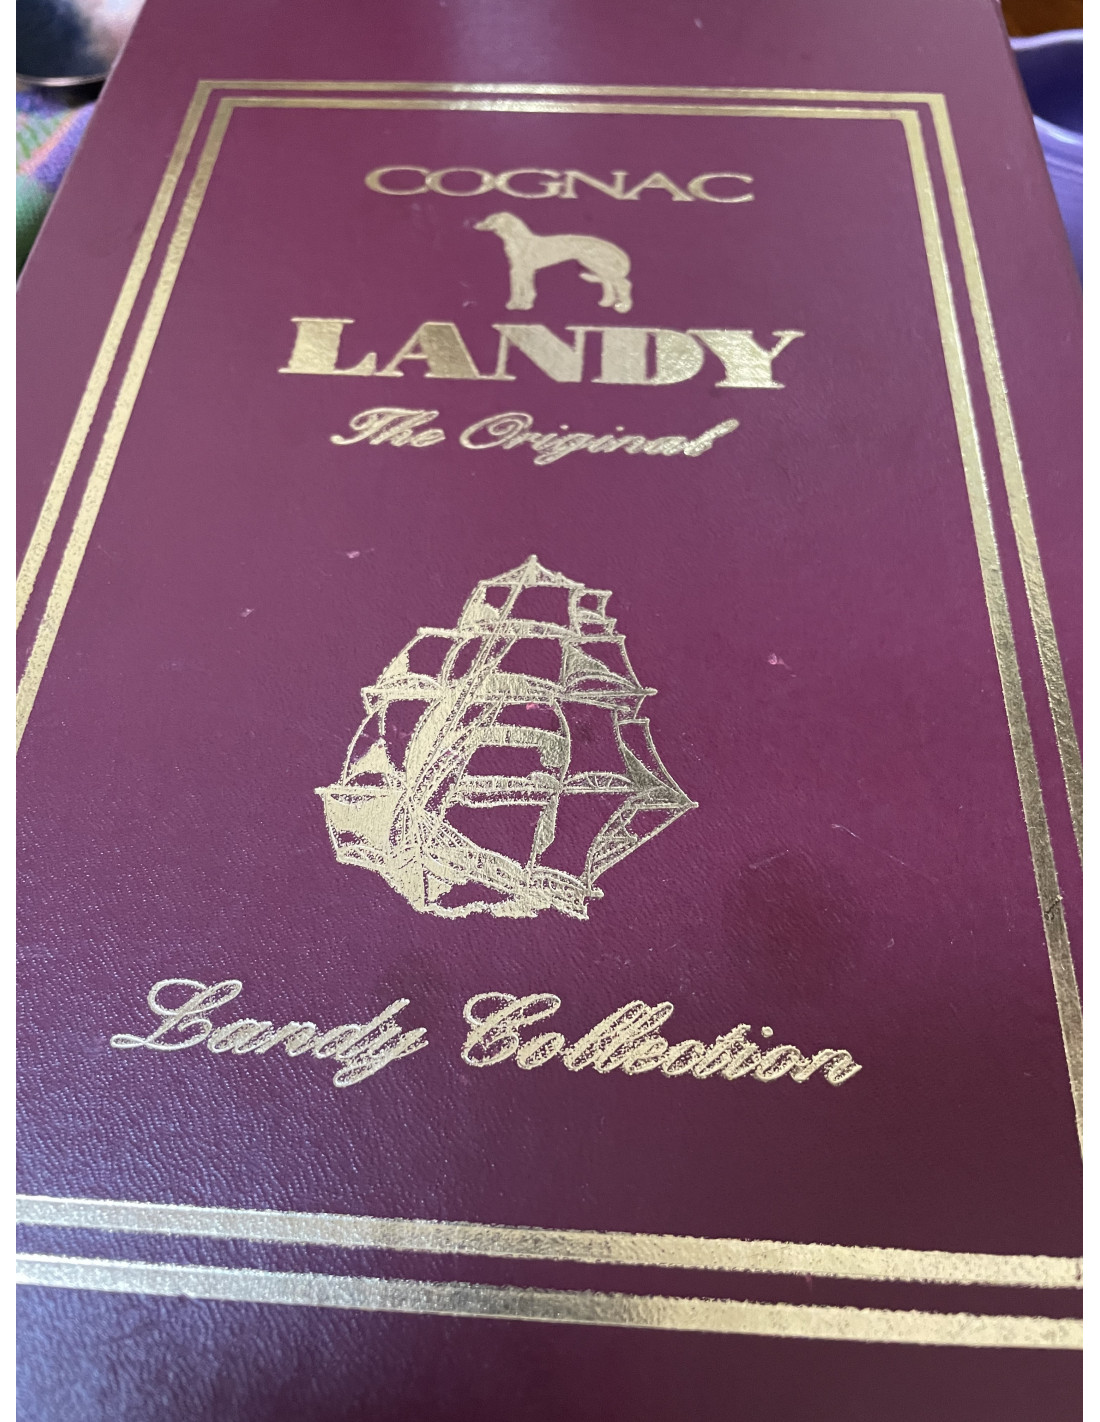 COGNAC
LANDY
The Original
Landy Collection